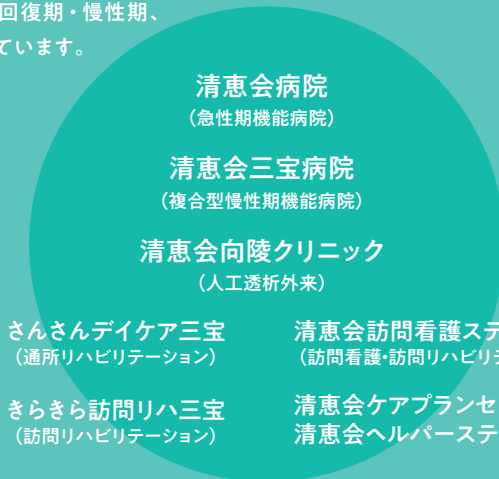 回復期・慢性期、
ています。
清恵会病院
（急性期機能病院）
清恵会三宝病院
（複合型慢性期機能病院）
清恵会向陵クリニック
（人工透析外来）
さんさんデイケア三宝
（通所リハビリテーション）
きらきら訪問リハ三宝
（訪問リハビリテーション）
清恵会訪問看護ステ
（訪問看護・訪問リハビリテ
清恵会ケアプランセ
清恵会ヘルパーステ